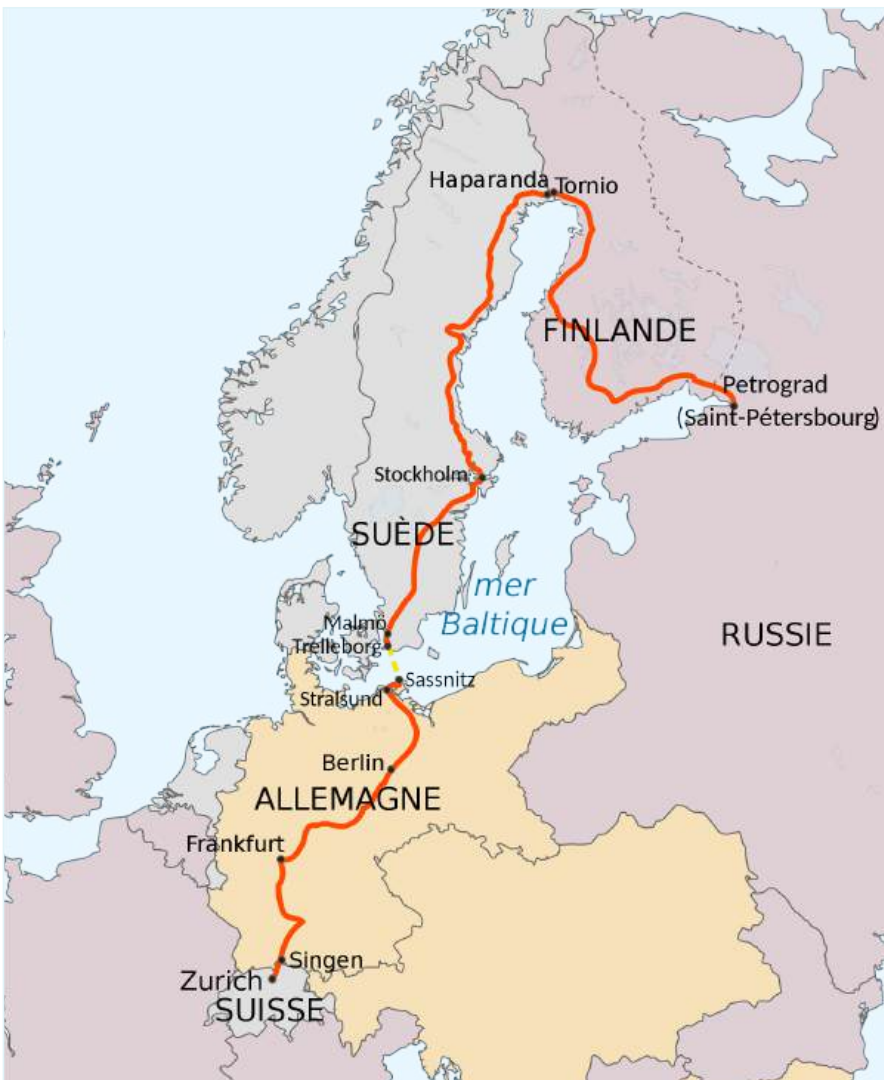 Haparanda
Tornio
FINLANDE
Petrograd
(Saint-Pétersbourg)
Stockholm
SUÈDE
mer
Baltique
Malmö
Trelleborg
RUSSIE
Sassnitz
Stralsund
Berlin
ALLEMAGNE
Frankfurt
Singen
Zurich
SUISSE